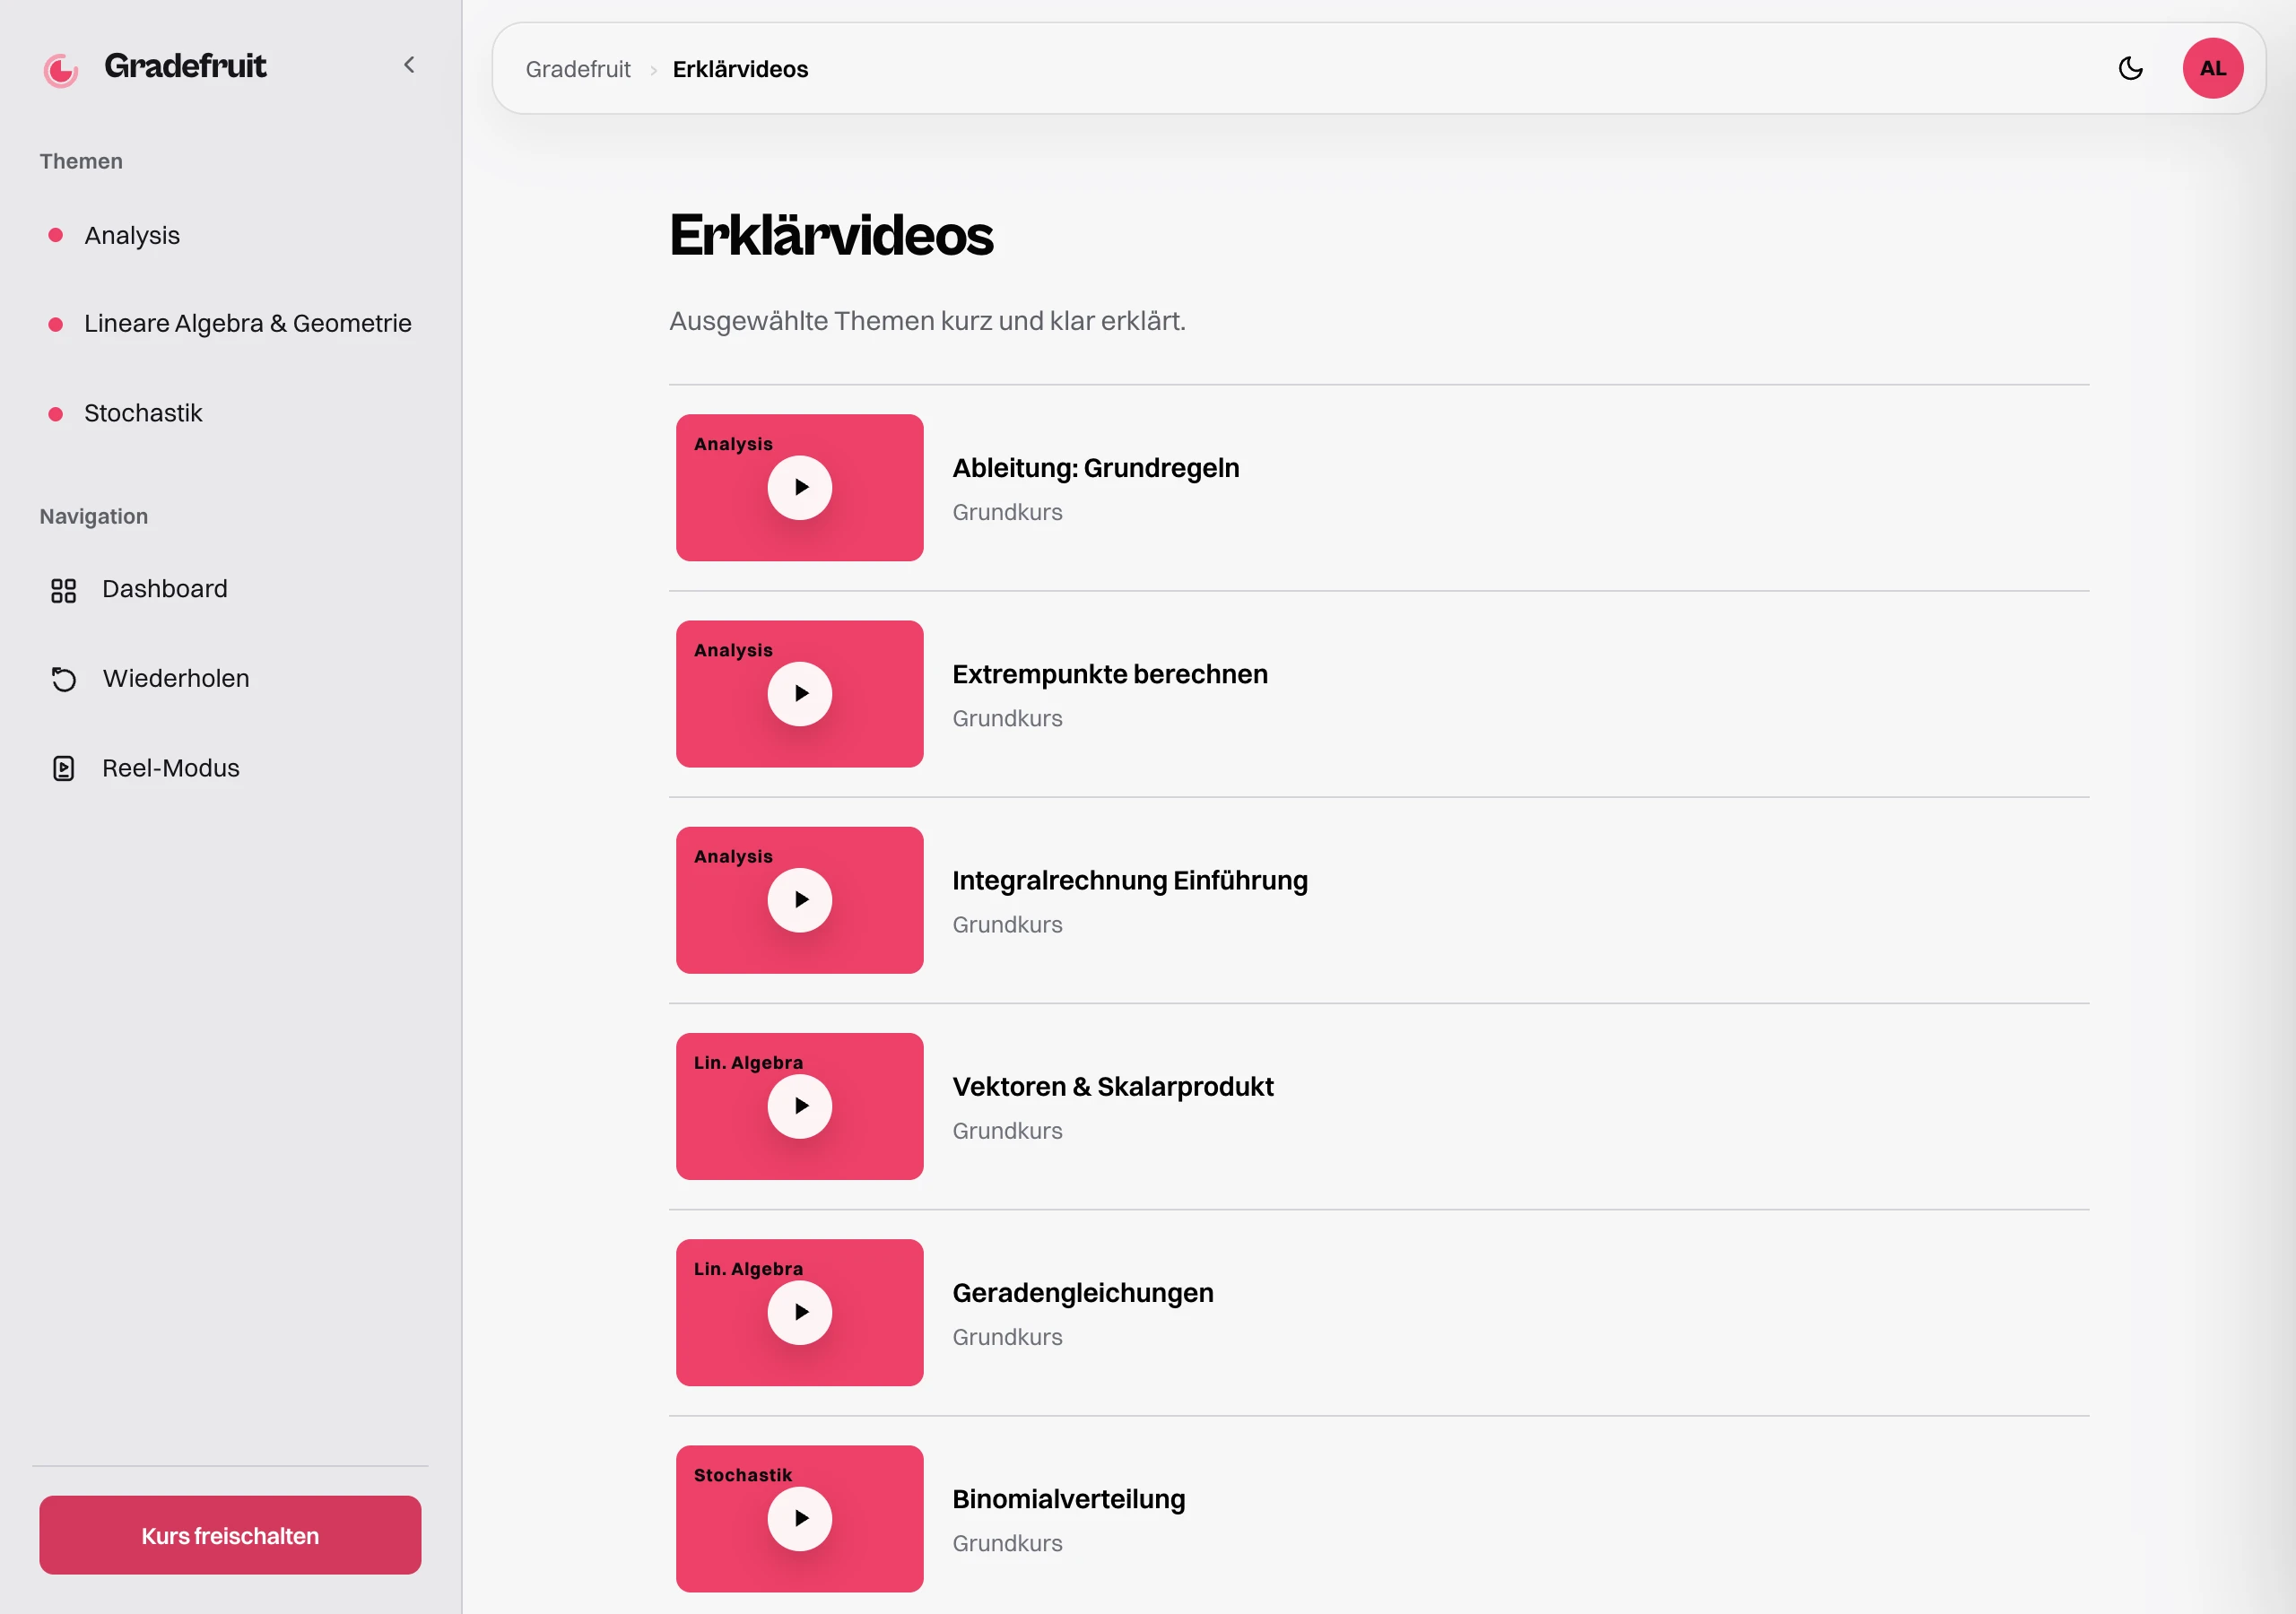 Gradefruit
Themen
Analysis
Lineare Algebra & Geometrie
Stochastik
Navigation
Dashboard
Wiederholen
Reel-Modus
Kurs freischalten
Gradefruit › Erklärvideos
AL
Erklärvideos
Ausgewählte Themen kurz und klar erklärt.
Analysis
Ableitung: Grundregeln
Grundkurs
Analysis
Extrempunkte berechnen
Grundkurs
Analysis
Integralrechnung Einführung
Grundkurs
Lin. Algebra
Vektoren & Skalarprodukt
Grundkurs
Lin. Algebra
Geradengleichungen
Grundkurs
Stochastik
Binomialverteilung
Grundkurs